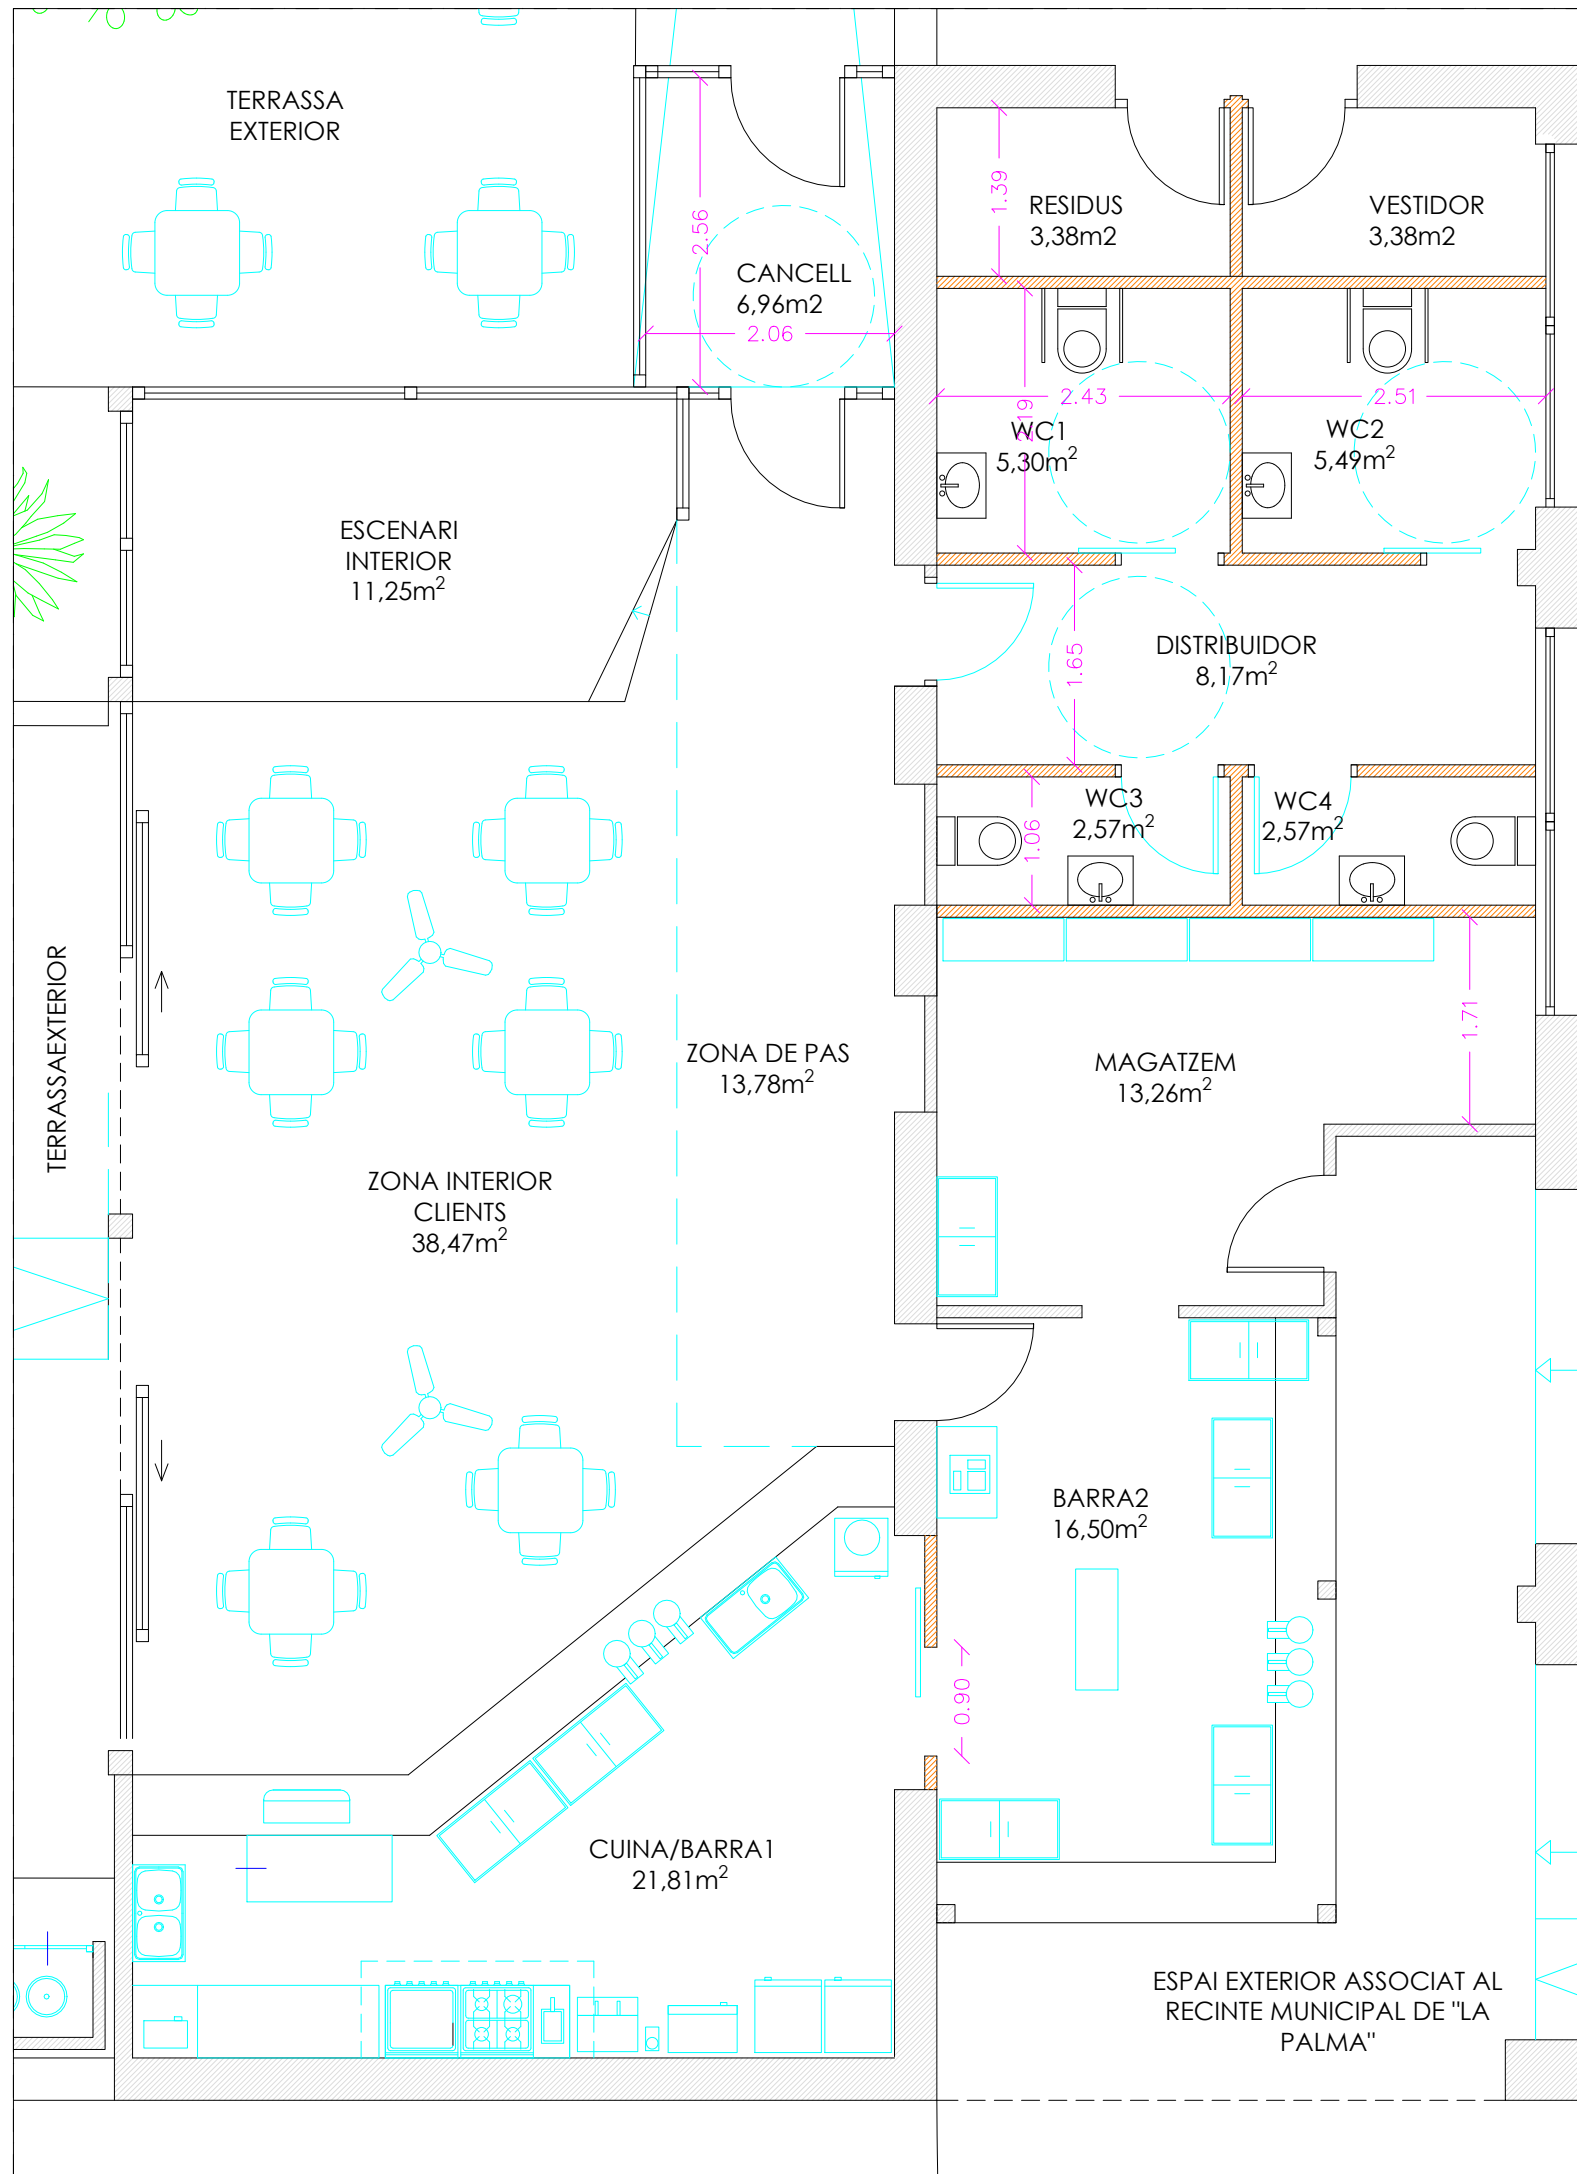 TERRASSA
EXTERIOR
2.56
1.39
RESIDUS
3,38m2
VESTIDOR
3,38m2
CANCELL
6,96m2
2.06
2.43
2.51
2.19
WC1
5,30m²
WC2
5,49m²
ESCENARI
INTERIOR
11,25m²
DISTRIBUIDOR
8,17m²
1.65
WC3
2,57m²
WC4
2,57m²
1.06
TERRASSAEXTERIOR
ZONA DE PAS
13,78m²
MAGATZEM
13,26m²
1.71
ZONA INTERIOR
CLIENTS
38,47m²
BARRA2
16,50m²
0.90
CUINA/BARRA1
21,81m²
ESPAI EXTERIOR ASSOCIAT AL
RECINTE MUNICIPAL DE "LA
PALMA"